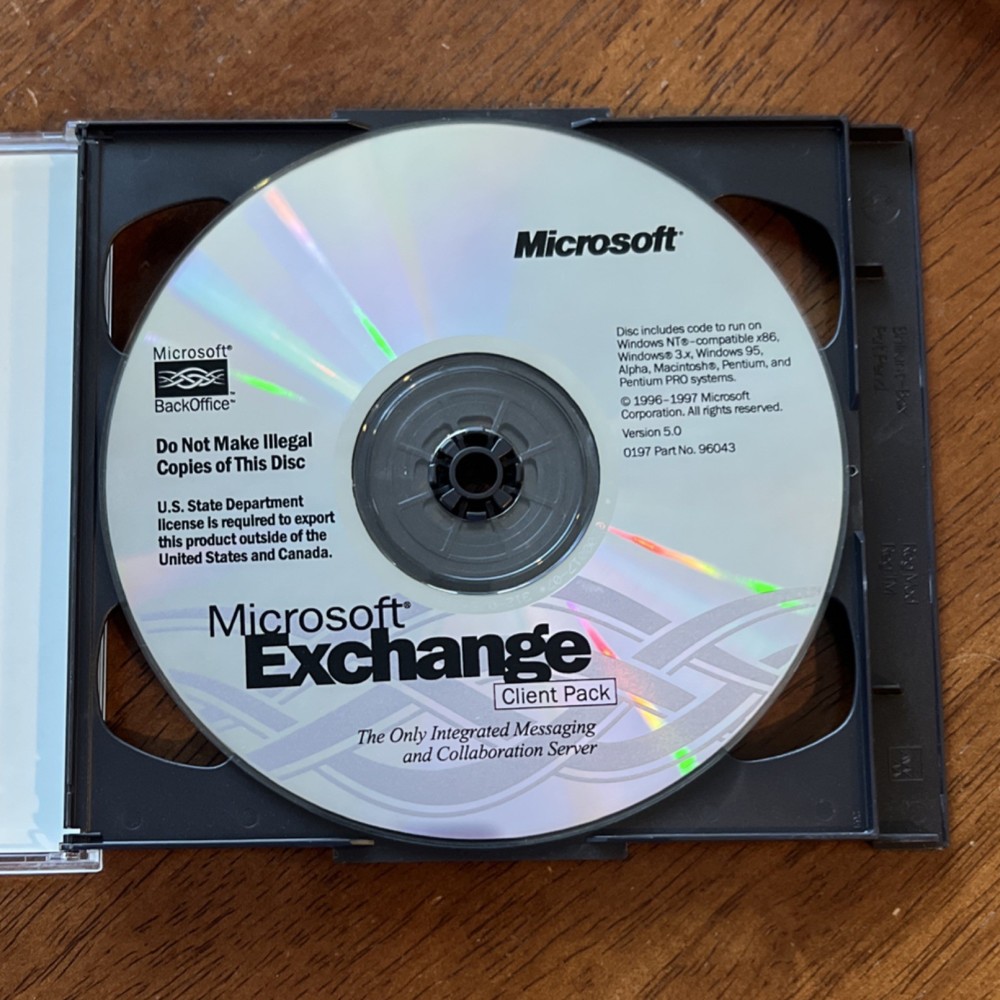 Microsoft®
Disc includes code to run on
Windows NT®-compatible x86,
Windows® 3.x, Windows 95,
Alpha, Macintosh®, Pentium, and
Pentium PRO systems.
© 1996-1997 Microsoft
Corporation. All rights reserved.
Version 5.0
0197 Part No. 96043
Microsoft®
BackOffice™
Do Not Make Illegal
Copies of This Disc
U.S. State Department
license is required to export
this product outside of the
United States and Canada.
Microsoft®
Exchange
Client Pack
The Only Integrated Messaging
and Collaboration Server